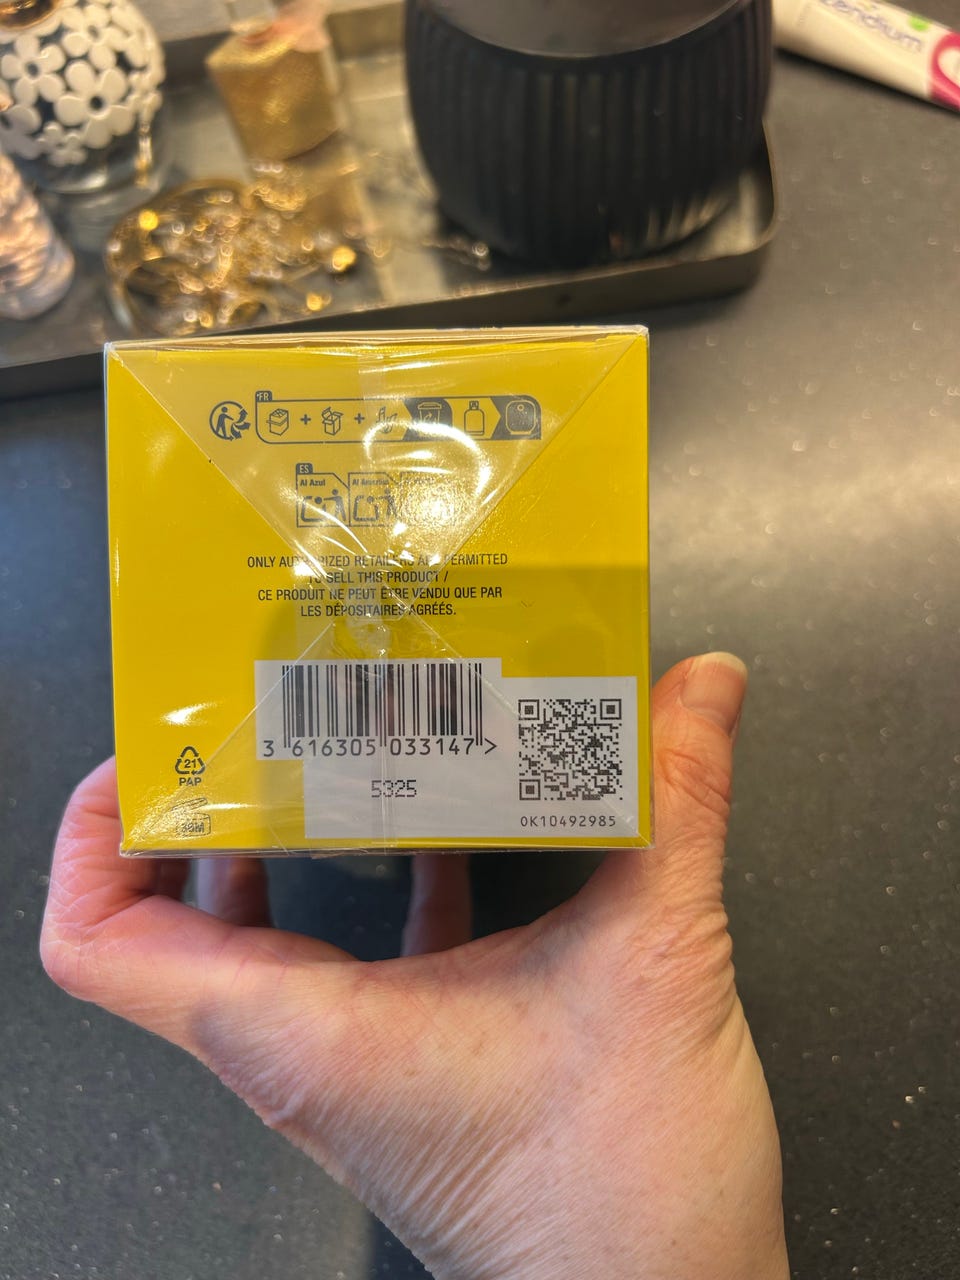 FR
ES
Al Azul
ONLY AUTHORIZED RETAILERS ARE PERMITTED
TO SELL THIS PRODUCT /
CE PRODUIT NE PEUT ÊTRE VENDU QUE PAR
LES DÉPOSITAIRES AGRÉÉS.
3 616305 033147 >
5325
0K10492985
21
PAP
36M